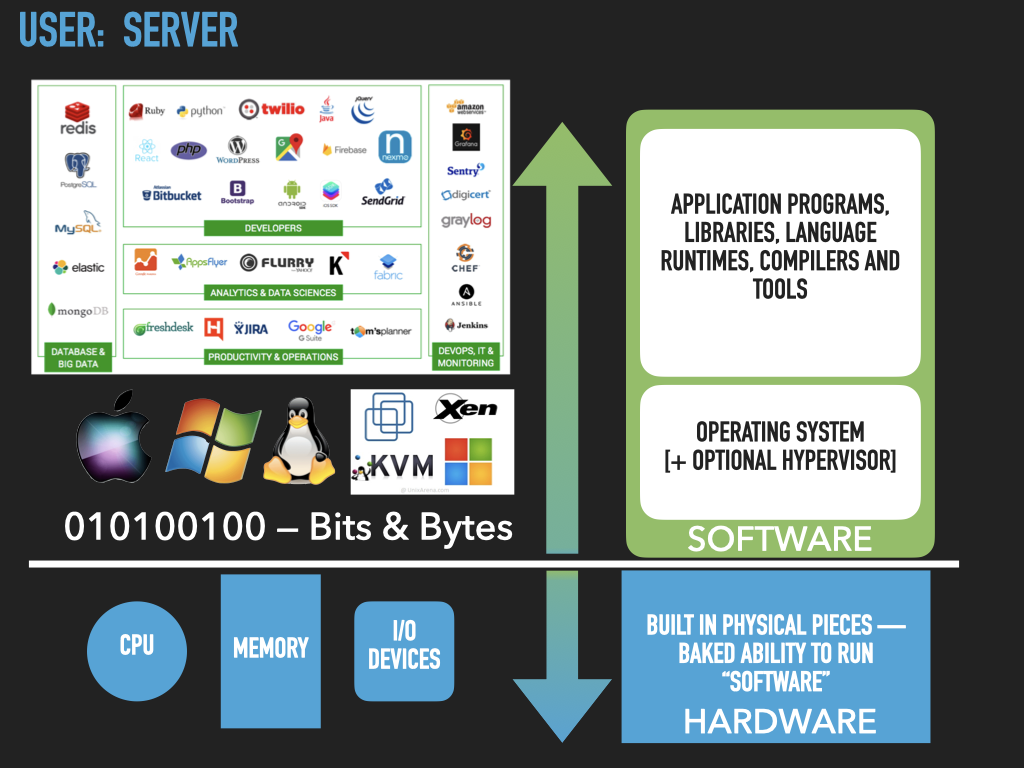 USER: SERVER
redis
PostgreSQL
MySQL
elastic
mongoDB
DATABASE &
BIG DATA
Ruby
python
twilio
Java
jQuery
React
php
WORDPRESS
Firebase
nexmo
Atlassian
Bitbucket
B
Bootstrap
ANDROID
SendGrid
DEVELOPERS
AppsFlyer
FLURRY
K
fabric
ANALYTICS & DATA SCIENCES
freshdesk
H
JIRA
Google
G Suite
tom'splanner
PRODUCTIVITY & OPERATIONS
amazon
webservices
Grafana
Sentry
digicert
graylog
CHEF
A
ANSIBLE
Jenkins
DEVOPS, IT &
MONITORING
Xen
KVM
010100100 – Bits & Bytes
APPLICATION PROGRAMS,
LIBRARIES, LANGUAGE
RUNTIMES, COMPILERS AND
TOOLS
OPERATING SYSTEM
[+ OPTIONAL HYPERVISOR]
SOFTWARE
CPU
MEMORY
I/O
DEVICES
BUILT IN PHYSICAL PIECES —
BAKED ABILITY TO RUN
“SOFTWARE”
HARDWARE